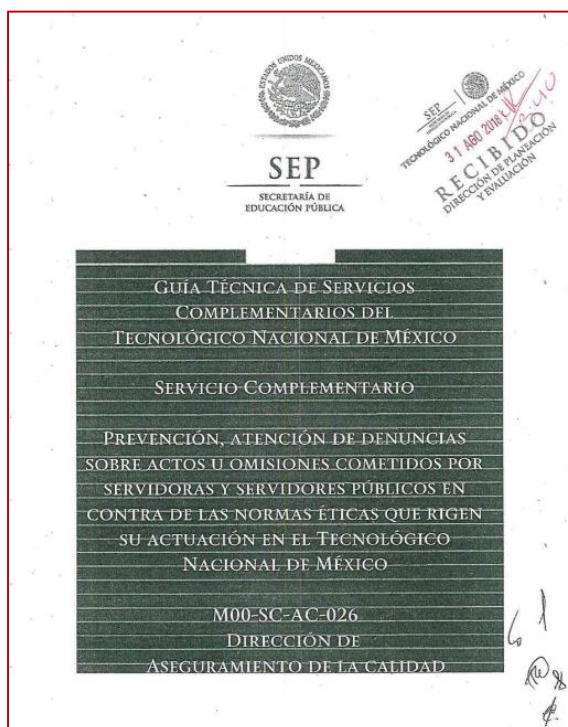 ESTADOS UNIDOS MEXICANOS
SEP
SECRETARÍA DE
EDUCACIÓN PÚBLICA
SEP
TECNOLÓGICO NACIONAL DE MÉXICO
31 AGO 2018
RECIBIDO
DIRECCIÓN DE PLANEACIÓN
Y EVALUACIÓN
GUÍA TÉCNICA DE SERVICIOS
COMPLEMENTARIOS DEL
TECNOLÓGICO NACIONAL DE MÉXICO
SERVICIO COMPLEMENTARIO
PREVENCIÓN, ATENCIÓN DE DENUNCIAS
SOBRE ACTOS U OMISIONES COMETIDOS POR
SERVIDORAS Y SERVIDORES PÚBLICOS EN
CONTRA DE LAS NORMAS ÉTICAS QUE RIGEN
SU ACTUACIÓN EN EL TECNOLÓGICO
NACIONAL DE MÉXICO
M00-SC-AC-026
DIRECCIÓN DE
ASEGURAMIENTO DE LA CALIDAD